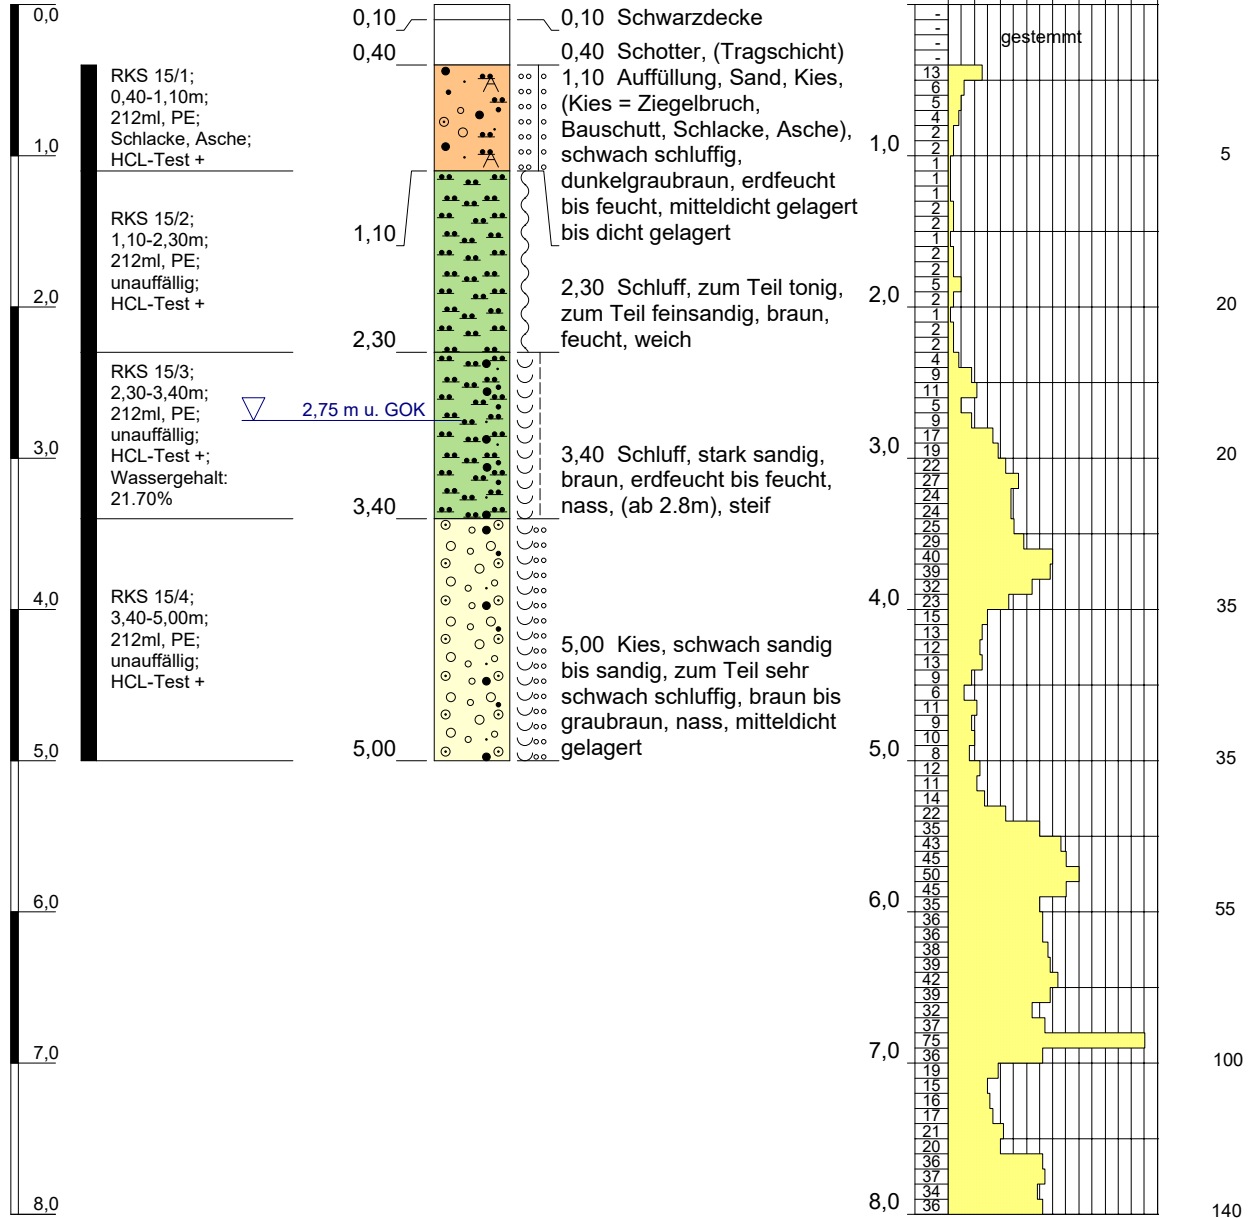 0,0
1,0
2,0
3,0
4,0
5,0
6,0
7,0
8,0
RKS 15/1;
0,40-1,10m;
212ml, PE;
Schlacke, Asche;
HCL-Test +
RKS 15/2;
1,10-2,30m;
212ml, PE;
unauffällig;
HCL-Test +
RKS 15/3;
2,30-3,40m;
212ml, PE;
unauffällig;
HCL-Test +;
Wassergehalt:
21.70%
RKS 15/4;
3,40-5,00m;
212ml, PE;
unauffällig;
HCL-Test +
2,75 m u. GOK
0,10
0,40
1,10
2,30
3,40
5,00
A
A
0,10 Schwarzdecke
0,40 Schotter, (Tragschicht)
1,10 Auffüllung, Sand, Kies,
(Kies = Ziegelbruch,
Bauschutt, Schlacke, Asche),
schwach schluffig,
dunkelgraubraun, erdfeucht
bis feucht, mitteldicht gelagert
bis dicht gelagert
2,30 Schluff, zum Teil tonig,
zum Teil feinsandig, braun,
feucht, weich
3,40 Schluff, stark sandig,
braun, erdfeucht bis feucht,
nass, (ab 2.8m), steif
5,00 Kies, schwach sandig
bis sandig, zum Teil sehr
schwach schluffig, braun bis
graubraun, nass, mitteldicht
gelagert
1,0
2,0
3,0
4,0
5,0
6,0
7,0
8,0
-
-
-
-
13
6
5
4
2
2
1
1
1
2
2
1
2
2
5
2
1
2
2
4
9
11
5
9
17
19
22
27
24
24
25
29
40
39
32
23
15
13
12
13
9
6
11
9
10
8
12
11
14
22
35
43
45
50
45
35
36
36
38
39
42
39
32
37
75
36
19
15
16
17
21
20
36
37
34
36
gestemmt
5
20
20
35
35
55
100
140